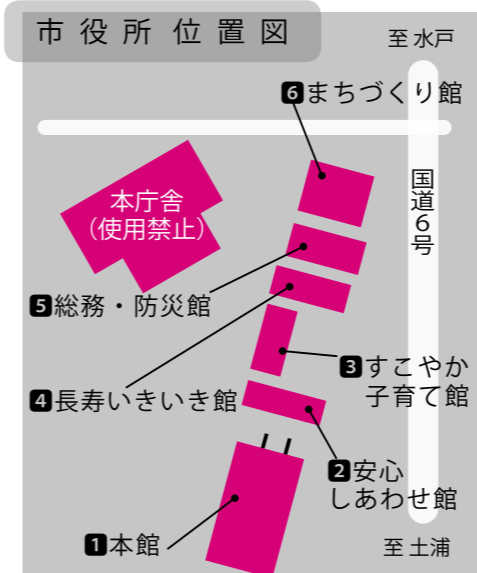 市役所位置図
至水戸
6まちづくり館
国道6号
本庁舎
（使用禁止）
5総務・防災館
3すこやか
子育て館
4長寿いきいき館
2安心
しあわせ館
1本館
至土浦